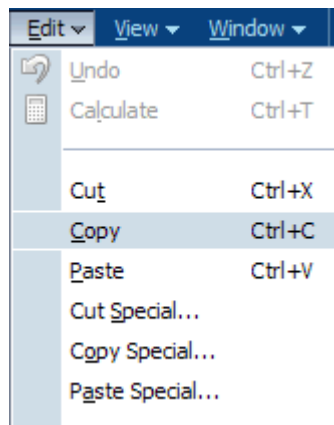 Edit View Window
Undo Ctrl+Z
Calculate Ctrl+T
Cut Ctrl+X
Copy Ctrl+C
Paste Ctrl+V
Cut Special...
Copy Special...
Paste Special...